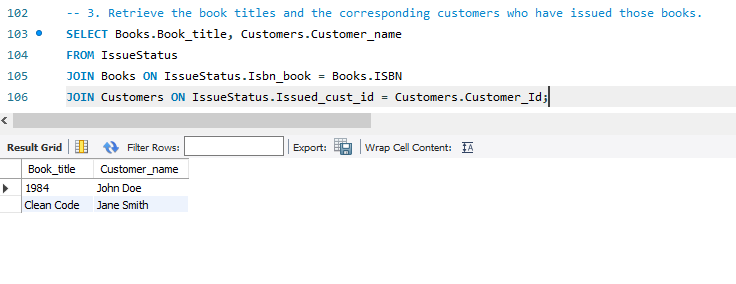 102 -- 3. Retrieve the book titles and the corresponding customers who have issued those books.
103 SELECT Books.Book_title, Customers.Customer_name
104 FROM IssueStatus
105 JOIN Books ON IssueStatus.Isbn_book = Books.ISBN
106 JOIN Customers ON IssueStatus.Issued_cust_id = Customers.Customer_Id;
Result Grid Filter Rows: Export: Wrap Cell Content:
Book_title Customer_name
1984 John Doe
Clean Code Jane Smith